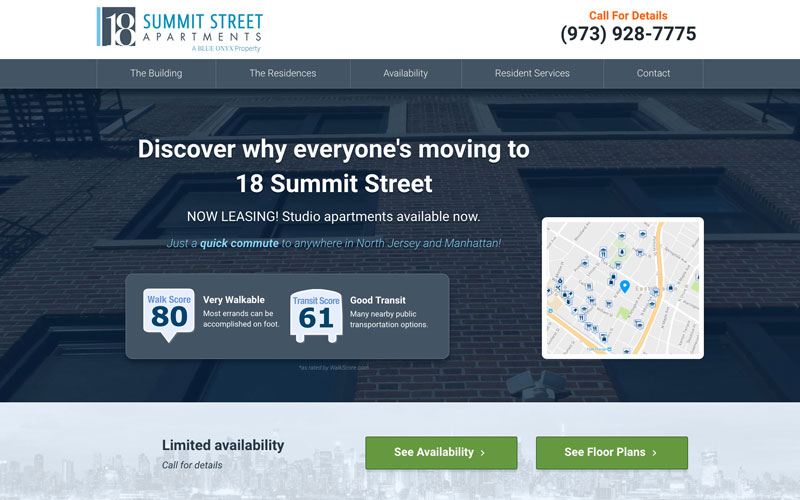 18
SUMMIT STREET
APARTMENTS
A BLUE ONYX Property
Call For Details
(973) 928-7775
The Building
The Residences
Availability
Resident Services
Contact
Discover why everyone's moving to
18 Summit Street
NOW LEASING! Studio apartments available now.
Just a quick commute to anywhere in North Jersey and Manhattan!
Walk Score
80
Very Walkable
Most errands can be
accomplished on foot.
Transit Score
61
Good Transit
Many nearby public
transportation options.
*as rated by WalkScore.com
Limited availability
Call for details
See Availability
See Floor Plans